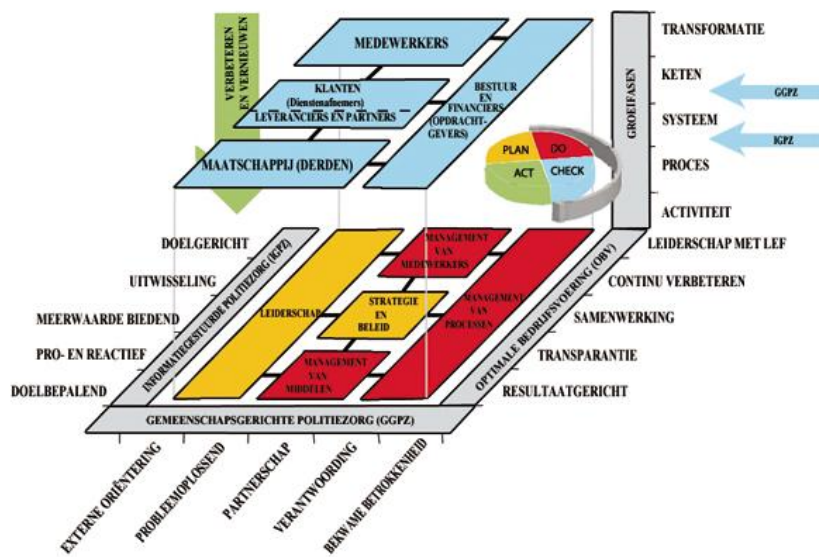 VERBETEREN
EN VERNIEUWEN
MEDEWERKERS
KLANTEN
(Dienstenafnemers)
LEVERANCIERS EN PARTNERS
MAATSCHAPPIJ (DERDEN)
BESTUUR
EN
FINANCIERS
(OPDRACHT-
GEVERS)
PLAN
DO
ACT
CHECK
GROEIFASEN
TRANSFORMATIE
KETEN
SYSTEEM
PROCES
ACTIVITEIT
GGPZ
IGPZ
DOELGERICHT
UITWISSELING
MEERWAARDE BIEDEND
PRO- EN REACTIEF
DOELBEPALEND
INFORMATIEGESTUURDE POLITIEZORG (IGPZ)
LEIDERSCHAP
MANAGEMENT
VAN
MEDEWERKERS
STRATEGIE
EN
BELEID
MANAGEMENT
VAN
MIDDELEN
MANAGEMENT
VAN
PROCESSEN
OPTIMALE BEDRIJFSVOERING (OBV)
LEIDERSCHAP MET LEF
CONTINU VERBETEREN
SAMENWERKING
TRANSPARANTIE
RESULTAATGERICHT
GEMEENSCHAPSGERICHTE POLITIEZORG (GGPZ)
EXTERNE ORIËNTERING
PROBLEEMOPLOSSEND
PARTNERSCHAP
VERANTWOORDING
BEKWAME BETROKKENHEID